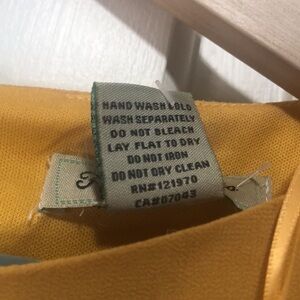 HAND WASH COLD
WASH SEPARATELY
DO NOT BLEACH
LAY FLAT TO DRY
DO NOT IRON
DO NOT DRY CLEAN
RN#121970
CA#07043